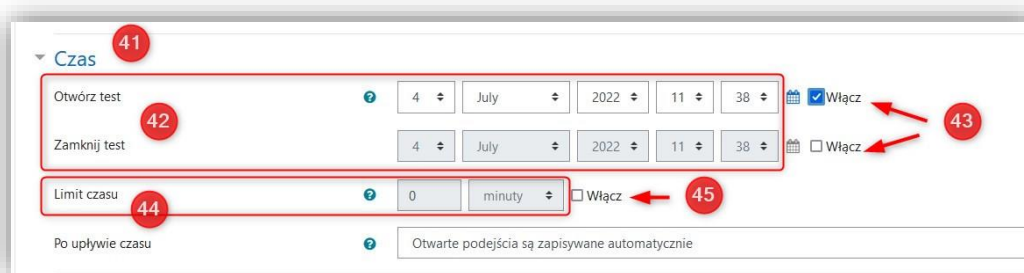 41
Czas
Otwórz test 4 July 2022 11 38 Włącz
42 43
Zamknij test 4 July 2022 11 38 Włącz
Limit czasu 0 minuty Włącz 45
44
Po upływie czasu Otwarte podejścia są zapisywane automatycznie